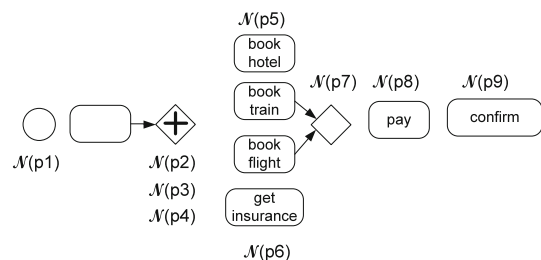 𝒩(p5)
book
hotel
𝒩(p7)
𝒩(p8)
𝒩(p9)
book
train
pay
confirm
𝒩(p1)
𝒩(p2)
book
flight
𝒩(p3)
𝒩(p4)
get
insurance
𝒩(p6)